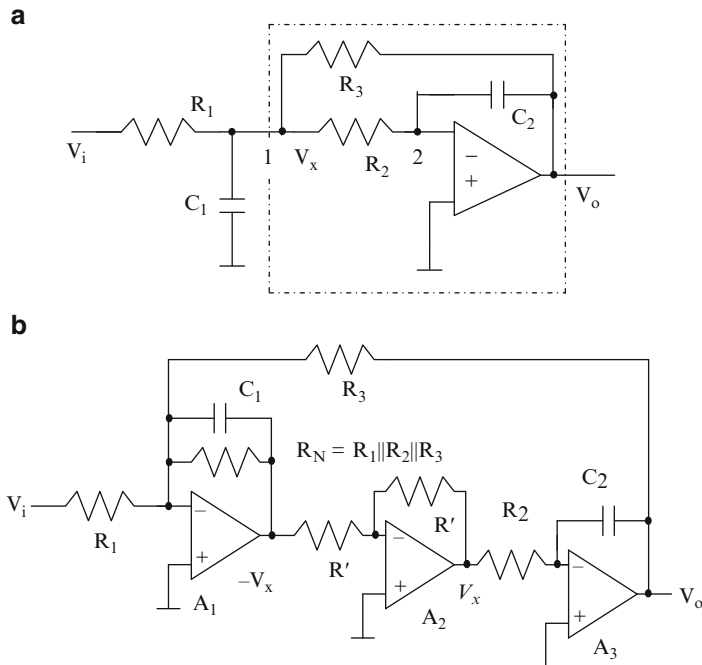 a
R3
R1
C2
Vi
1
Vx
R2
2
−
+
C1
Vo
b
R3
C1
RN = R1||R2||R3
C2
Vi
−
R'
R2
R1
+
−
−
R'
−Vx
+
Vx
+
Vo
A1
A2
A3